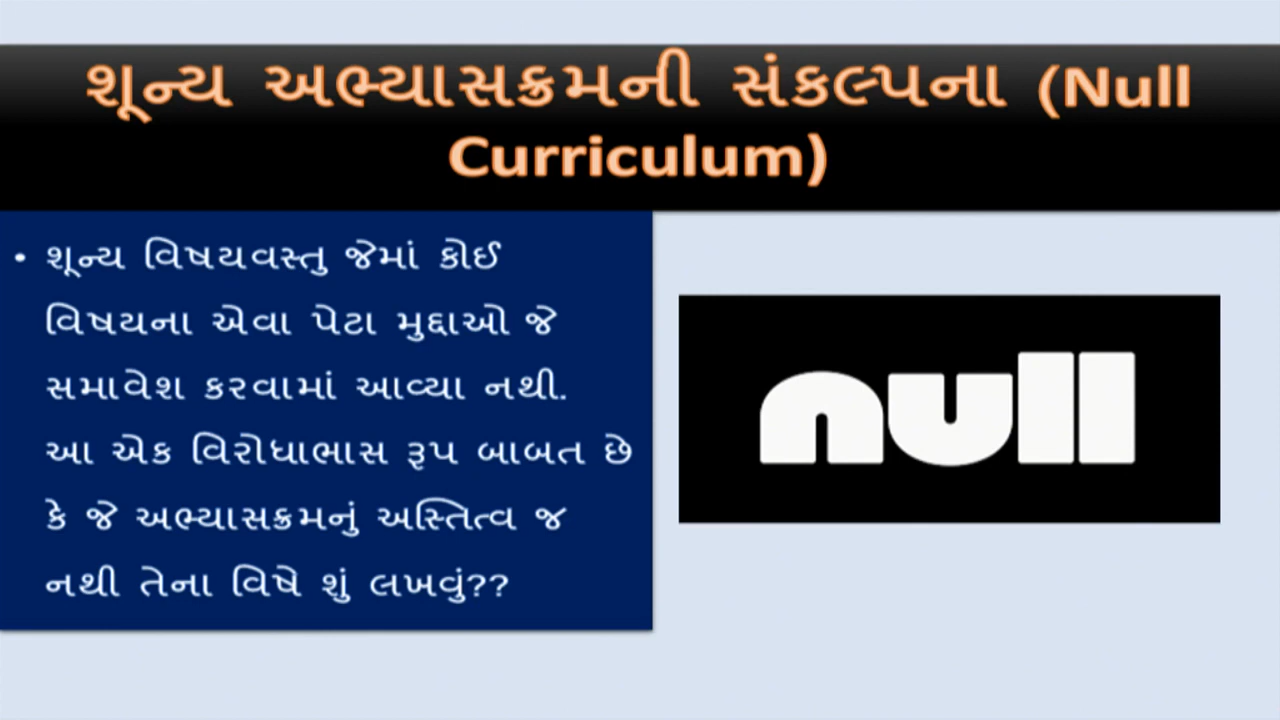 શૂન્ય અભ્યાસક્રમની સંકલ્પના (Null
Curriculum)
• શૂન્ય વિષયવસ્તુ જેમાં કોઈ
વિષયના એવા પેટા મુદ્દાઓ જે
સમાવેશ કરવામાં આવ્યા નથી.
આ એક વિરોધાભાસ રૂપ બાબત છે
કે જે અભ્યાસક્રમનું અસ્તિત્વ જ
નથી તેના વિષે શું લખવું??
null